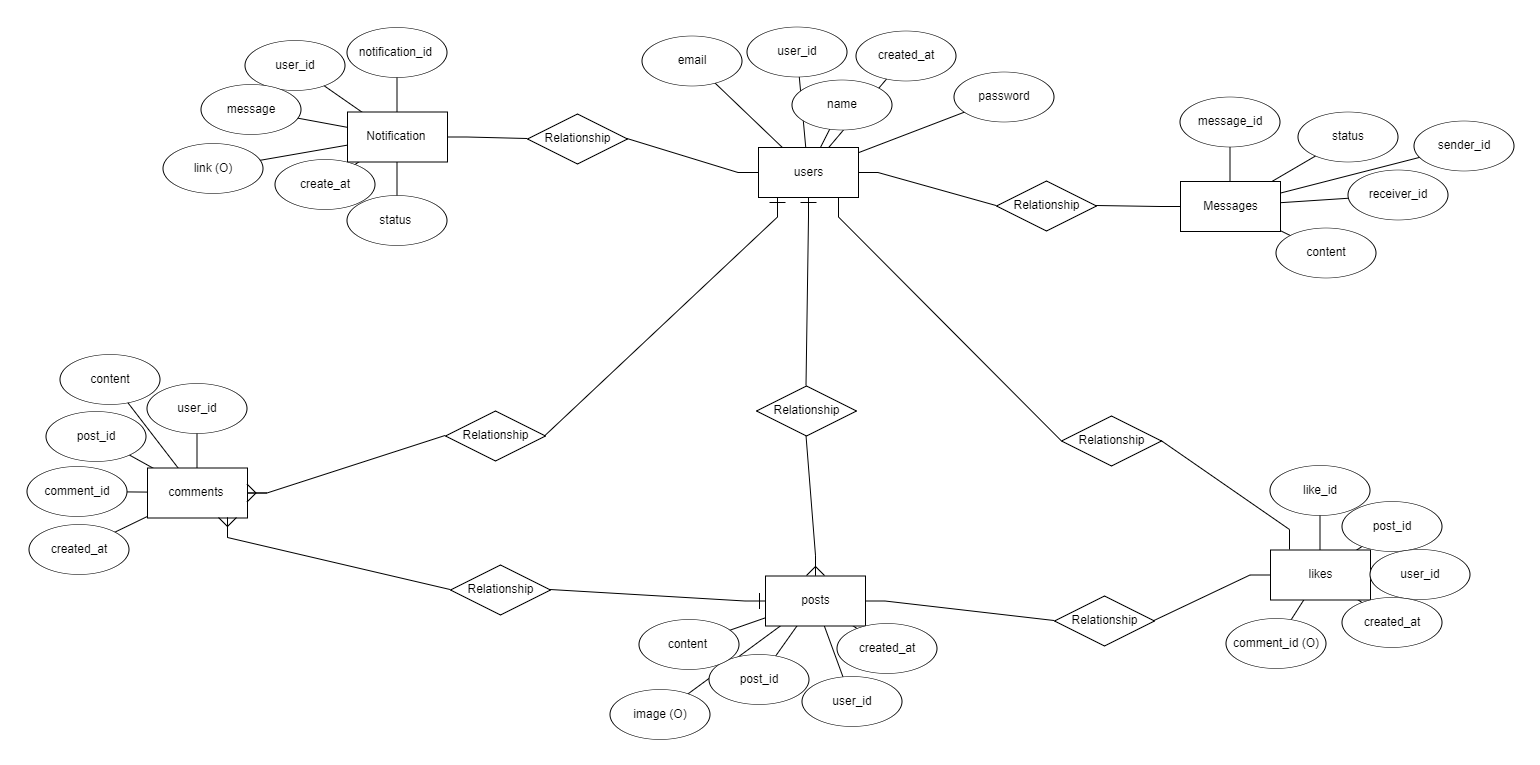 notification_id
user_id
message
Notification
link (O)
create_at
status
Relationship
email
user_id
created_at
name
password
users
Relationship
message_id
status
sender_id
receiver_id
Messages
content
content
user_id
post_id
comment_id
comments
created_at
Relationship
Relationship
Relationship
Relationship
posts
content
created_at
post_id
user_id
image (O)
Relationship
like_id
post_id
likes
user_id
created_at
comment_id (O)